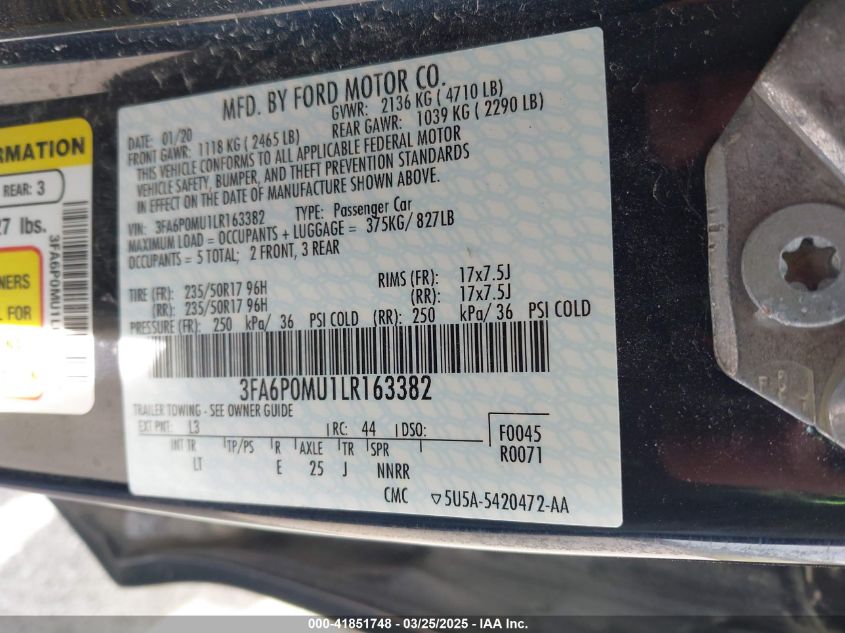 MFD. BY FORD MOTOR CO.
DATE: 01/20 GVWR: 2136 KG ( 4710 LB)
FRONT GAWR: 1118 KG ( 2465 LB) REAR GAWR: 1039 KG ( 2290 LB)
THIS VEHICLE CONFORMS TO ALL APPLICABLE FEDERAL MOTOR
VEHICLE SAFETY, BUMPER, AND THEFT PREVENTION STANDARDS
IN EFFECT ON THE DATE OF MANUFACTURE SHOWN ABOVE.
VIN: 3FA6P0MU1LR163382 TYPE: Passenger Car
MAXIMUM LOAD = OCCUPANTS + LUGGAGE = 375KG/ 827LB
OCCUPANTS = 5 TOTAL; 2 FRONT, 3 REAR
TIRE (FR): 235/50R17 96H RIMS (FR): 17x7.5J
(RR): 235/50R17 96H (RR): 17x7.5J
PRESSURE (FR): 250 kPa/ 36 PSI COLD (RR): 250 kPa/ 36 PSI COLD
3FA6P0MU1LR163382
TRAILER TOWING - SEE OWNER GUIDE
EXT PNT: L3 RC: 44 DSO: F0045
INT TR TP/PS R AXLE TR SPR R0071
LT E 25 J NNRR
CMC ▽5U5A-5420472-AA
RMATION
REAR: 3
27 lbs.
NERS
L FOR
3FA6P0MU1L
000-41851748 — 03/25/2025 — IAAI, Inc.